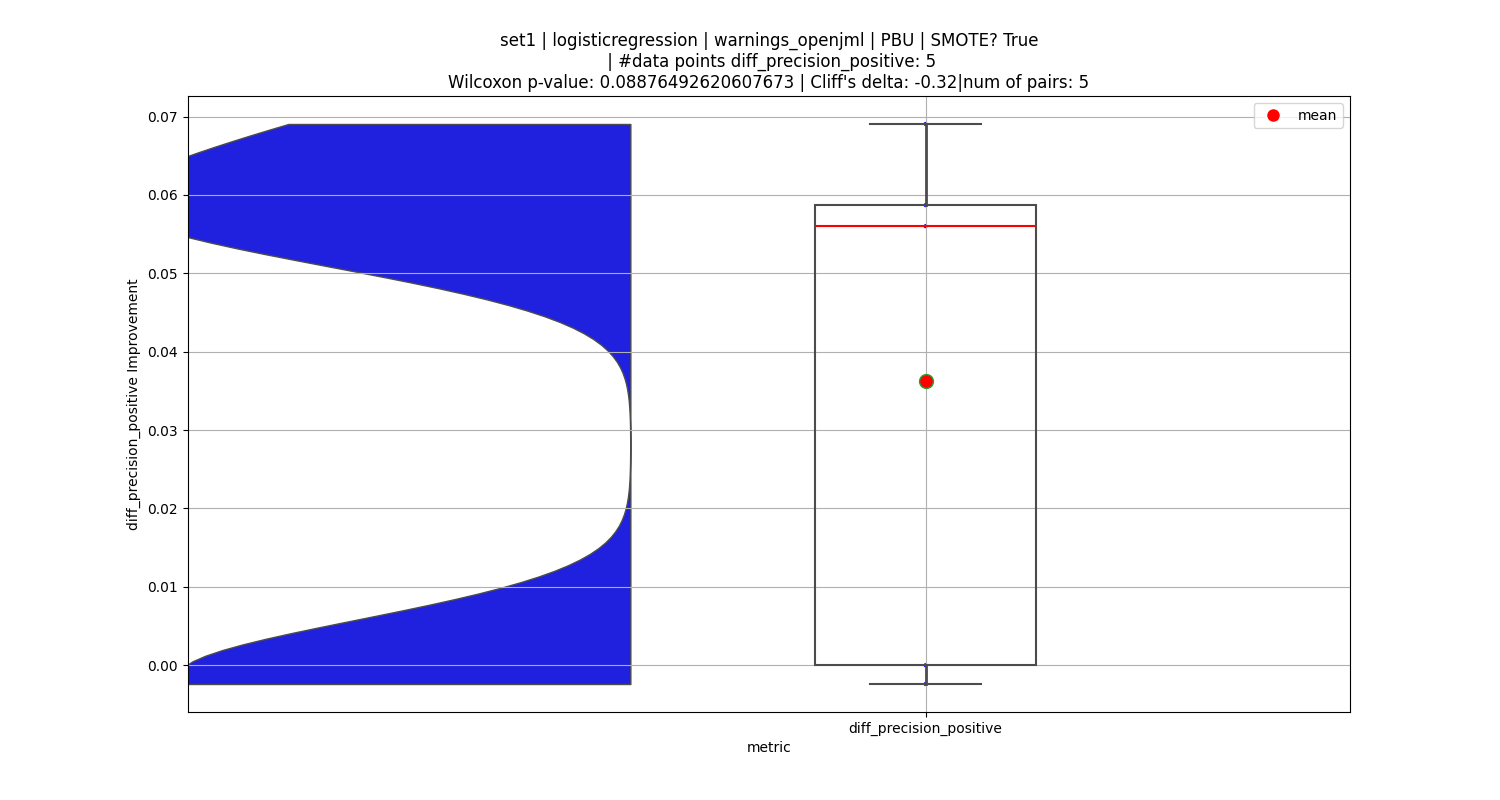 set1 | logisticregression | warnings_openjml | PBU | SMOTE? True
| #data points diff_precision_positive: 5
Wilcoxon p-value: 0.08876492620607673 | Cliff's delta: -0.32|num of pairs: 5
mean
0.07
0.06
0.05
0.04
0.03
0.02
0.01
0.00
diff_precision_positive Improvement
diff_precision_positive
metric